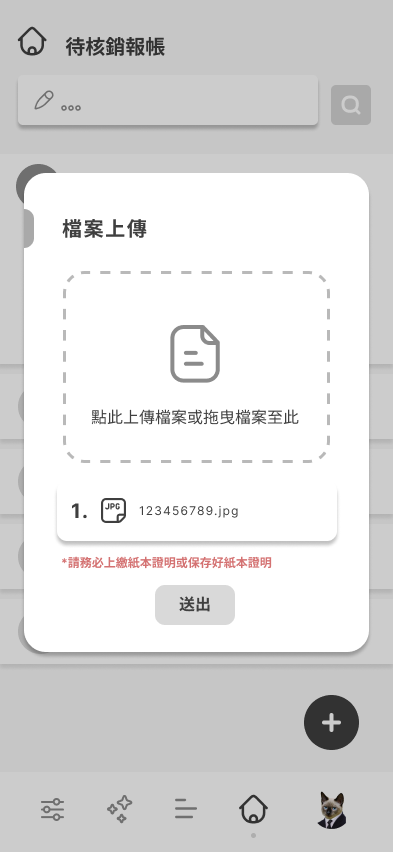 待核銷報帳
檔案上傳
點此上傳檔案或拖曳檔案至此
1. JPG 123456789.jpg
*請務必上繳紙本證明或保存好紙本證明
送出